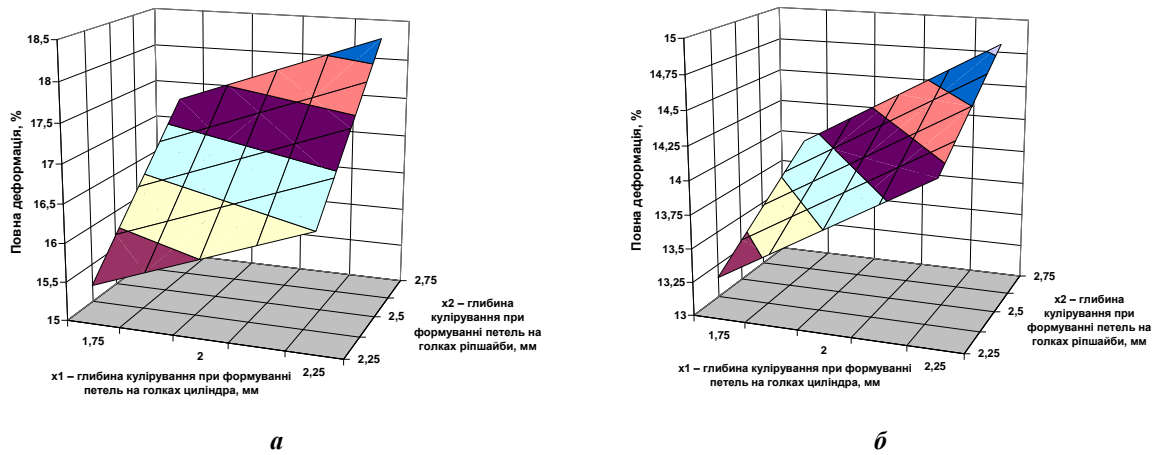 18,5
18
17,5
17
16,5
16
15,5
15
Повна деформація, %
1,75
2
2,25
х1 – глибина кулірування при формуванні
петель на голках циліндра, мм
2,75
2,5
2,25
х2 – глибина
кулірування при
формуванні петель на
голках ріпшайби, мм
а
15
14,75
14,5
14,25
14
13,75
13,5
13,25
13
Повна деформація, %
1,75
2
2,25
х1 – глибина кулірування при формуванні
петель на голках циліндра, мм
2,75
2,5
2,25
х2 – глибина
кулірування при
формуванні петель на
голках ріпшайби, мм
б